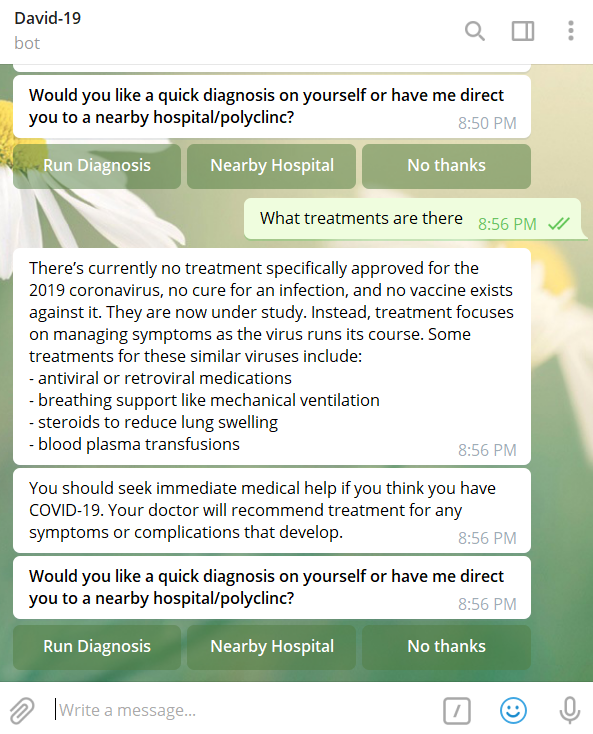 David-19
bot
Would you like a quick diagnosis on yourself or have me direct
you to a nearby hospital/polyclinc?
8:50 PM
Run Diagnosis
Nearby Hospital
No thanks
What treatments are there
8:56 PM
There’s currently no treatment specifically approved for the
2019 coronavirus, no cure for an infection, and no vaccine exists
against it. They are now under study. Instead, treatment focuses
on managing symptoms as the virus runs its course. Some
treatments for these similar viruses include:
- antiviral or retroviral medications
- breathing support like mechanical ventilation
- steroids to reduce lung swelling
- blood plasma transfusions
8:56 PM
You should seek immediate medical help if you think you have
COVID-19. Your doctor will recommend treatment for any
symptoms or complications that develop.
8:56 PM
Would you like a quick diagnosis on yourself or have me direct
you to a nearby hospital/polyclinc?
8:56 PM
Run Diagnosis
Nearby Hospital
No thanks
Write a message...